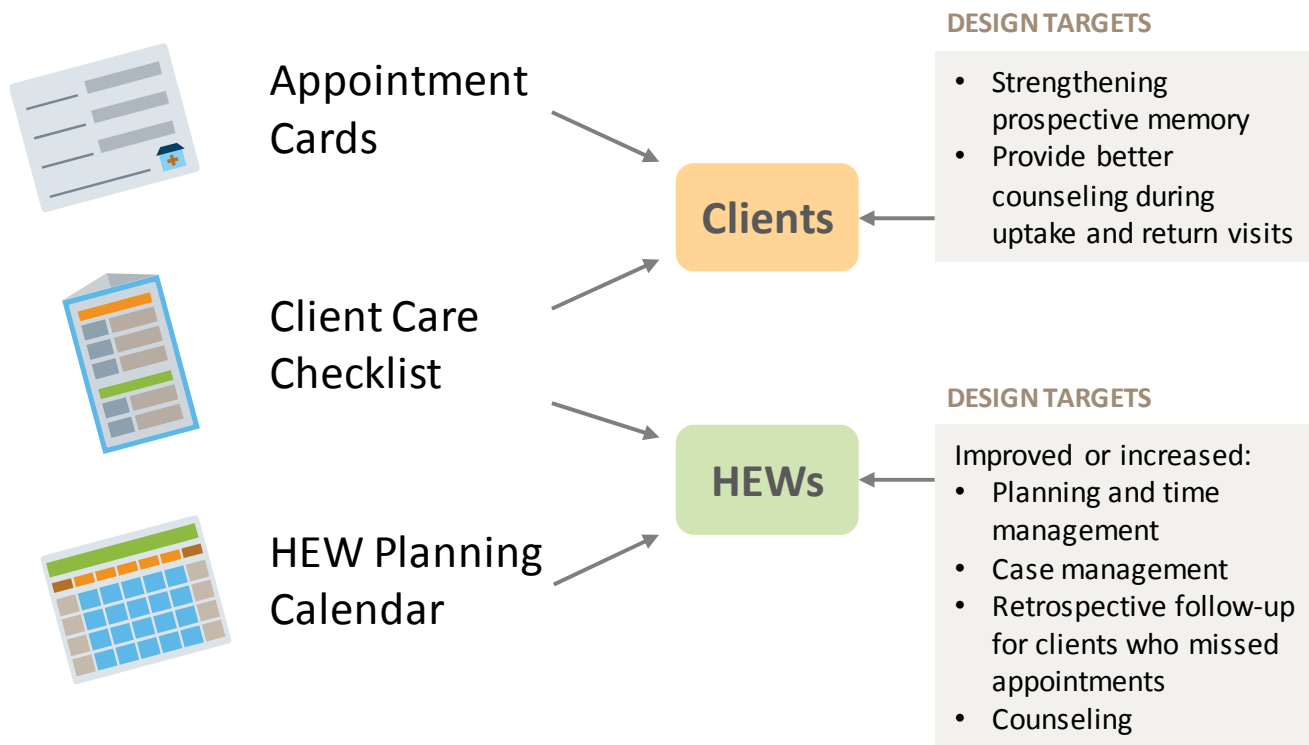 Appointment
Cards
Client Care
Checklist
HEW Planning
Calendar
Clients
HEWs
DESIGN TARGETS
• Strengthening
prospective memory
• Provide better
counseling during
uptake and return visits
DESIGN TARGETS
Improved or increased:
• Planning and time
management
• Case management
• Retrospective follow-up
for clients who missed
appointments
• Counseling